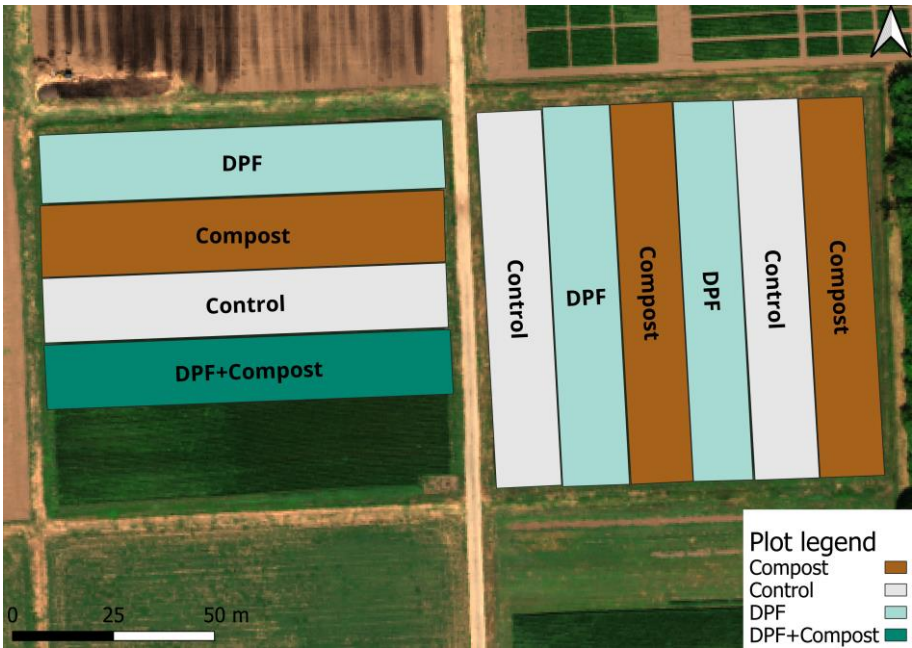 DPF
Compost
Control
DPF+Compost
Control
DPF
Compost
DPF
Control
Compost
0 25 50 m
Plot legend
Compost
Control
DPF
DPF+Compost